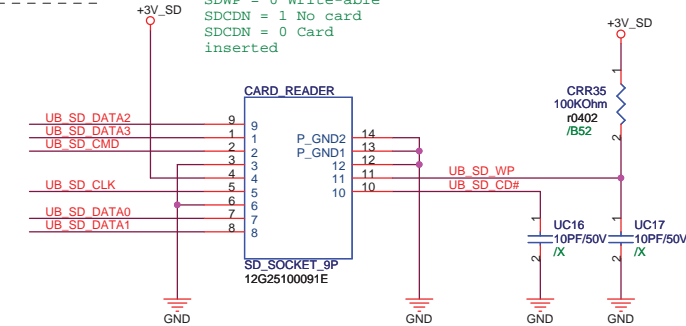 SDWP = 0 Write-able
SDCDN = 1 No card
SDCDN = 0 Card
inserted
+3V_SD
+3V_SD
CARD_READER
UB_SD_DATA2 9 9
UB_SD_DATA3 1 1
UB_SD_CMD 2 2
3 3
4 4
UB_SD_CLK 5 5
6 6
UB_SD_DATA0 7 7
UB_SD_DATA1 8 8
P_GND2 14
P_GND1 13
12 12
11 11 UB_SD_WP
10 10 UB_SD_CD#
SD_SOCKET_9P
12G25100091E
1
CRR35
100KOhm
r0402
/B52
2
1
UC16
10PF/50V
/X
2
1
UC17
10PF/50V
/X
2
GND
GND
GND
GND